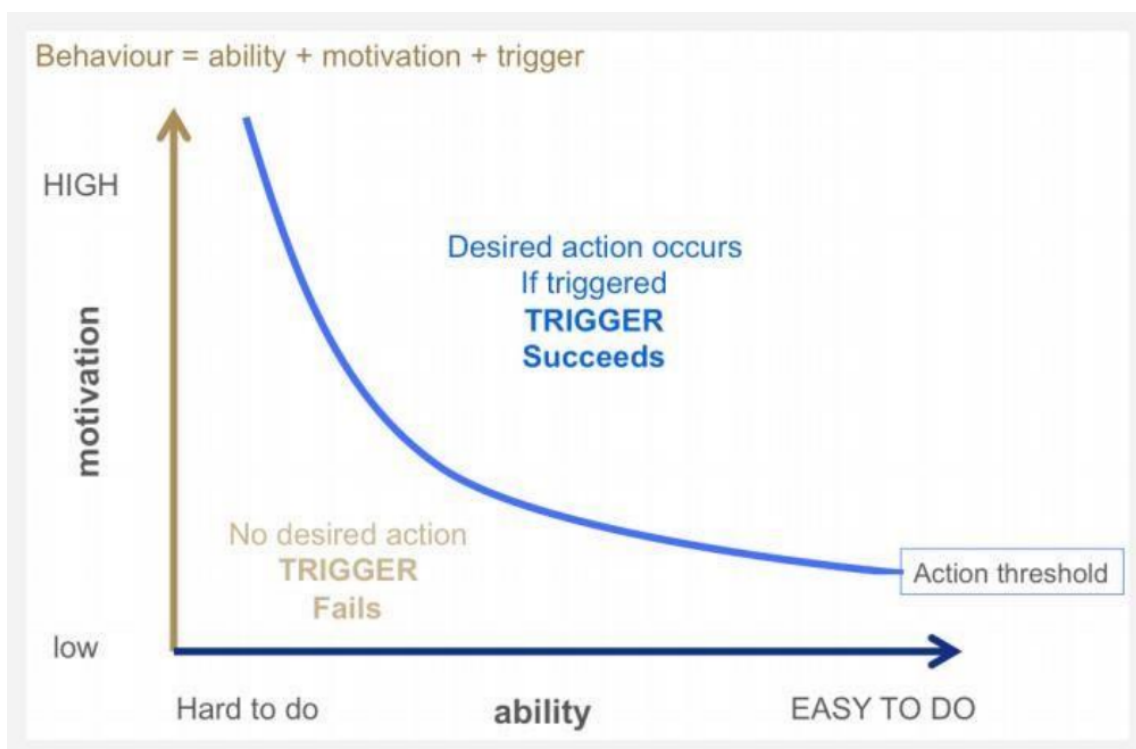 Behaviour = ability + motivation + trigger
HIGH
motivation
low
Desired action occurs
If triggered
TRIGGER
Succeeds
No desired action
TRIGGER
Fails
Action threshold
Hard to do
ability
EASY TO DO